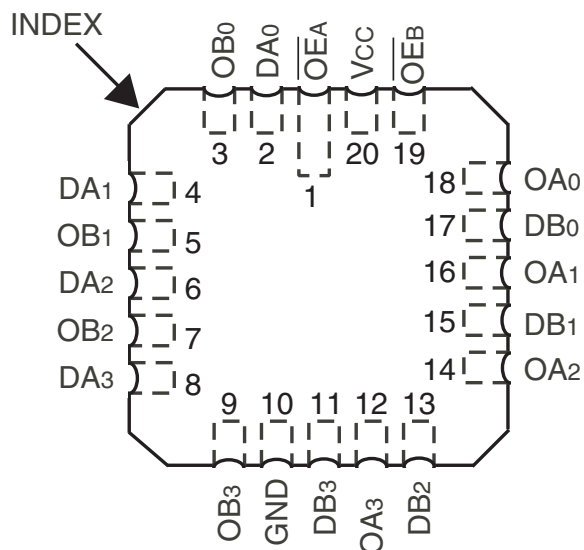 INDEX
OB0 DA0 O̅E̅A VCC O̅E̅B
3 2 1 20 19
DA1 4
OB1 5
DA2 6
OB2 7
DA3 8
18 OA0
17 DB0
16 OA1
15 DB1
14 OA2
9 10 11 12 13
OB3 GND DB3 OA3 DB2